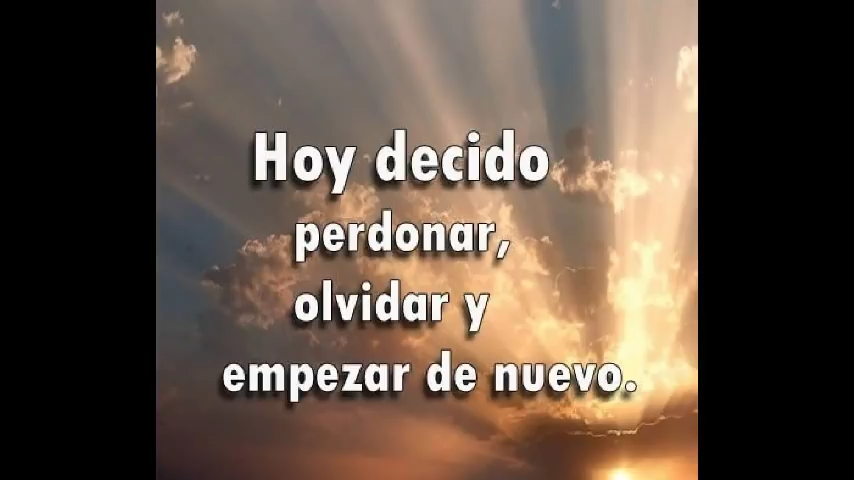 Hoy decido
perdonar,
olvidar y
empezar de nuevo.